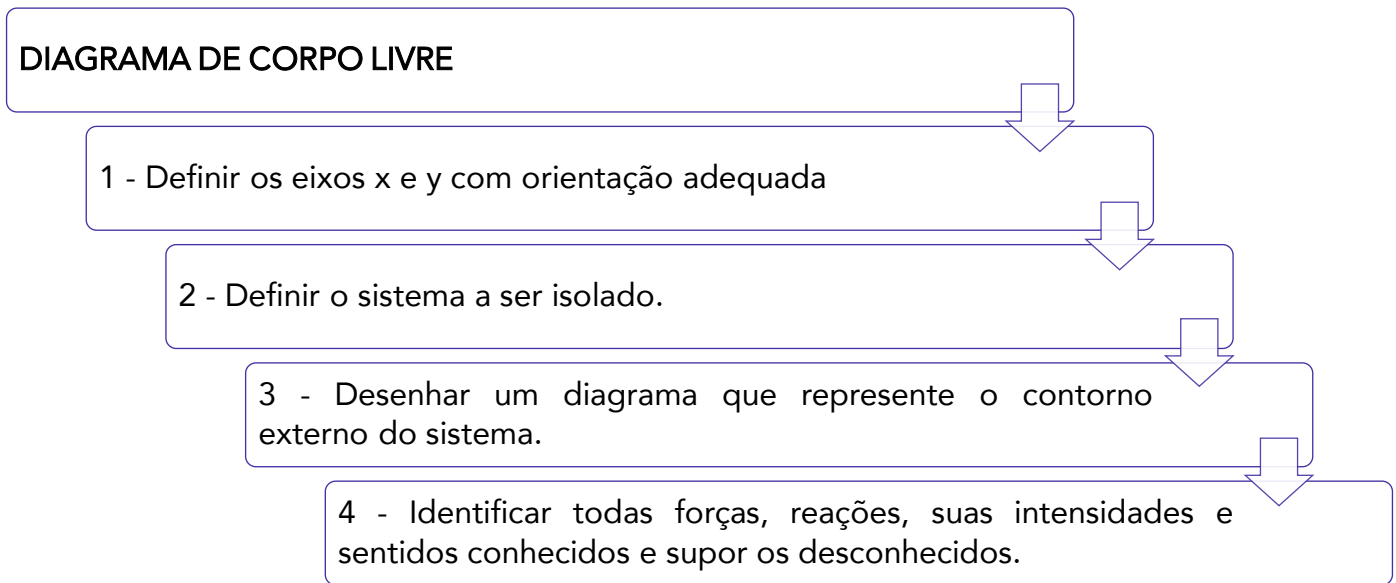 DIAGRAMA DE CORPO LIVRE
1 - Definir os eixos x e y com orientação adequada
2 - Definir o sistema a ser isolado.
3 - Desenhar um diagrama que represente o contorno
externo do sistema.
4 - Identificar todas forças, reações, suas intensidades e
sentidos conhecidos e supor os desconhecidos.